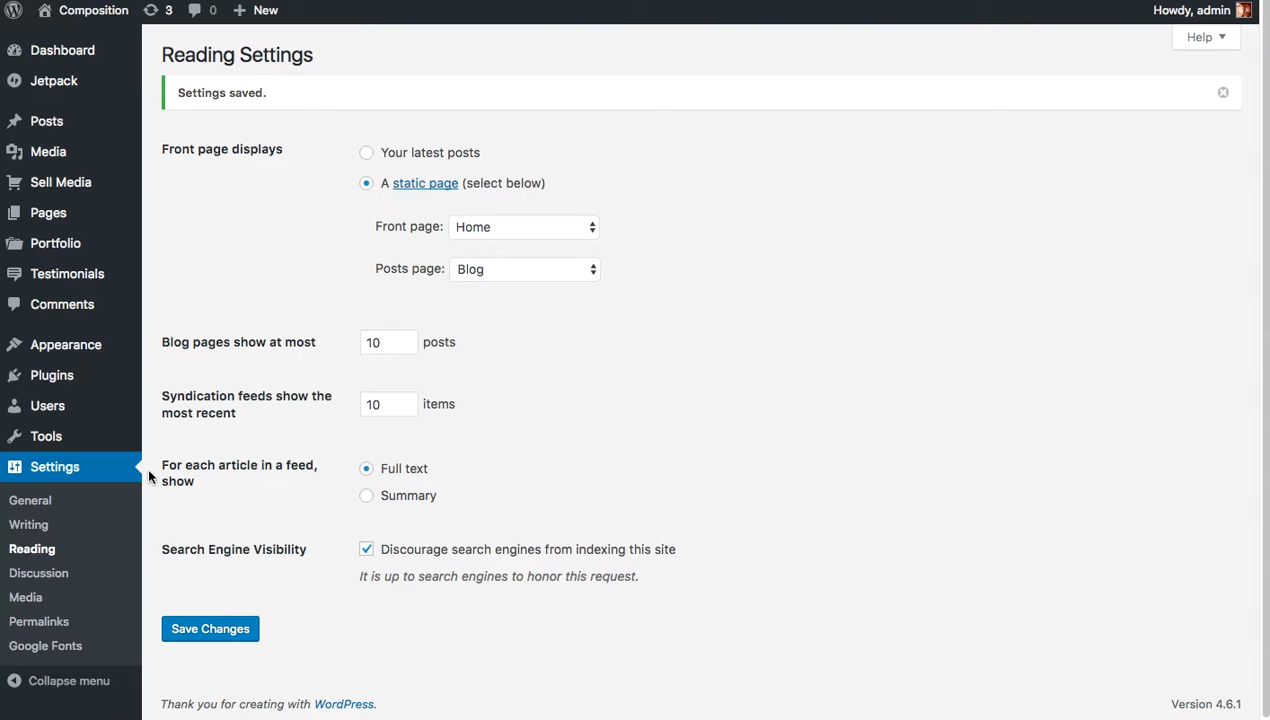 Composition 3 0 New Howdy, admin
Help
Dashboard
Jetpack
Posts
Media
Sell Media
Pages
Portfolio
Testimonials
Comments
Appearance
Plugins
Users
Tools
Settings
General
Writing
Reading
Discussion
Media
Permalinks
Google Fonts
Collapse menu
Reading Settings
Settings saved.
Front page displays
Your latest posts
A static page (select below)
Front page: Home
Posts page: Blog
Blog pages show at most 10 posts
Syndication feeds show the
most recent
10 items
For each article in a feed,
show
Full text
Summary
Search Engine Visibility
Discourage search engines from indexing this site
It is up to search engines to honor this request.
Save Changes
Thank you for creating with WordPress.
Version 4.6.1